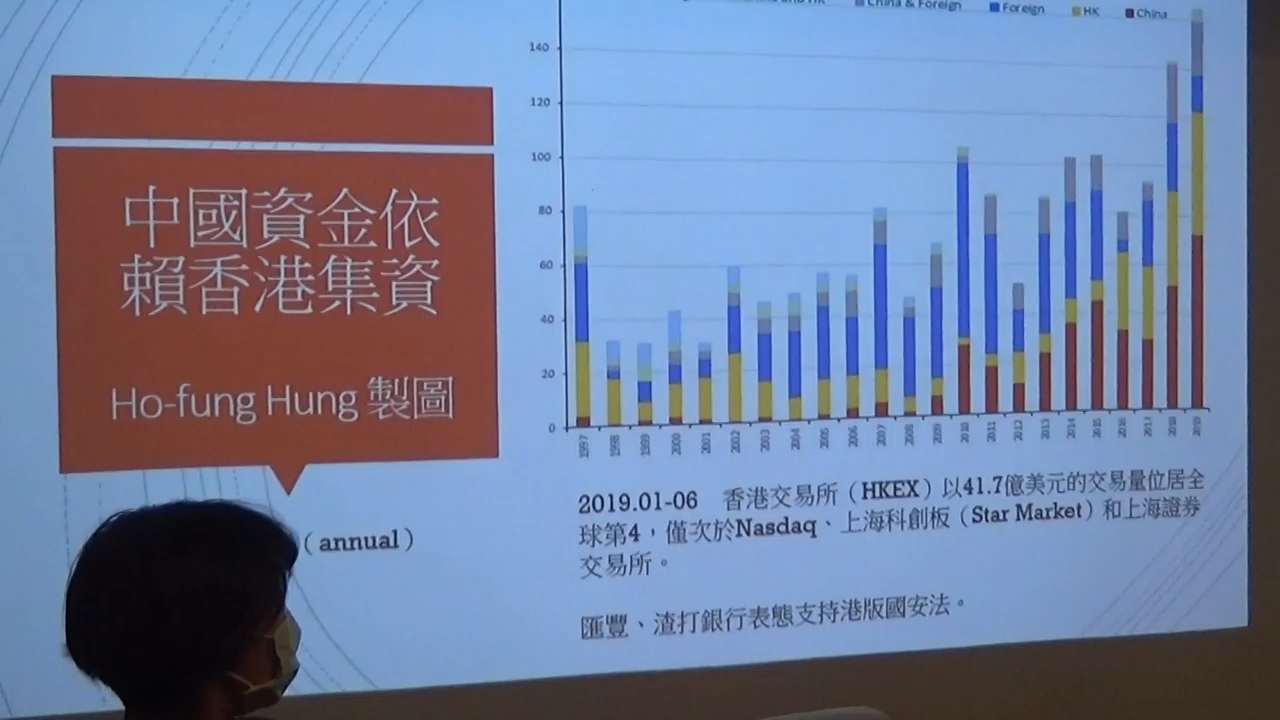 中國資金依
賴香港集資
Ho-fung Hung 製圖
（annual）
China & Foreign
Foreign
HK
China
140
120
100
80
60
40
20
0
1997
1998
1999
2000
2001
2002
2003
2004
2005
2006
2007
2008
2009
2010
2011
2012
2013
2014
2015
2016
2017
2018
2019
2019.01-06 香港交易所（HKEX）以41.7億美元的交易量位居全
球第4，僅次於Nasdaq、上海科創板（Star Market）和上海證券
交易所。
匯豐、渣打銀行表態支持港版國安法。